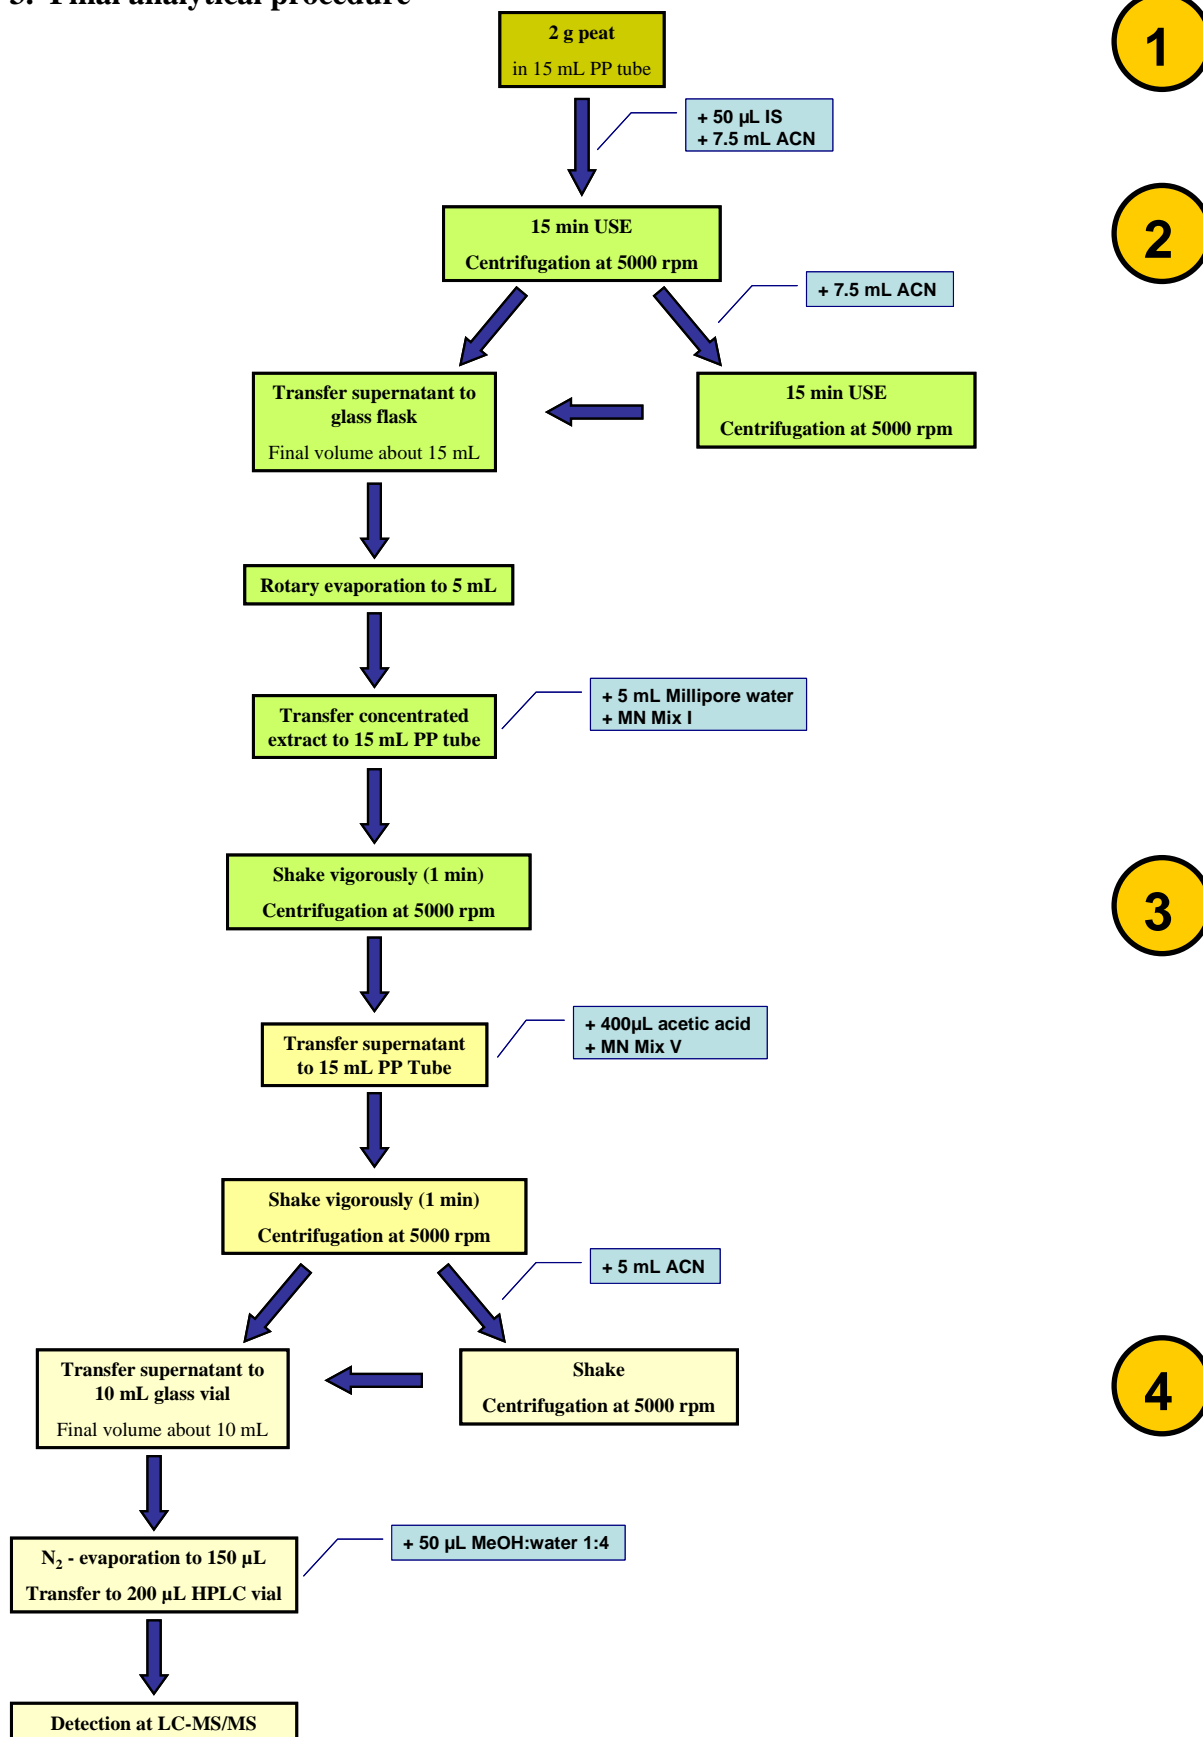 3. Final analytical procedure
2 g peat
in 15 mL PP tube
1
+ 50 µL IS
+ 7.5 mL ACN
15 min USE
Centrifugation at 5000 rpm
2
+ 7.5 mL ACN
Transfer supernatant to
glass flask
Final volume about 15 mL
15 min USE
Centrifugation at 5000 rpm
Rotary evaporation to 5 mL
Transfer concentrated
extract to 15 mL PP tube
+ 5 mL Millipore water
+ MN Mix I
Shake vigorously (1 min)
Centrifugation at 5000 rpm
3
Transfer supernatant
to 15 mL PP Tube
+ 400µL acetic acid
+ MN Mix V
Shake vigorously (1 min)
Centrifugation at 5000 rpm
+ 5 mL ACN
Transfer supernatant to
10 mL glass vial
Final volume about 10 mL
Shake
Centrifugation at 5000 rpm
4
N₂ - evaporation to 150 µL
Transfer to 200 µL HPLC vial
+ 50 µL MeOH:water 1:4
Detection at LC-MS/MS